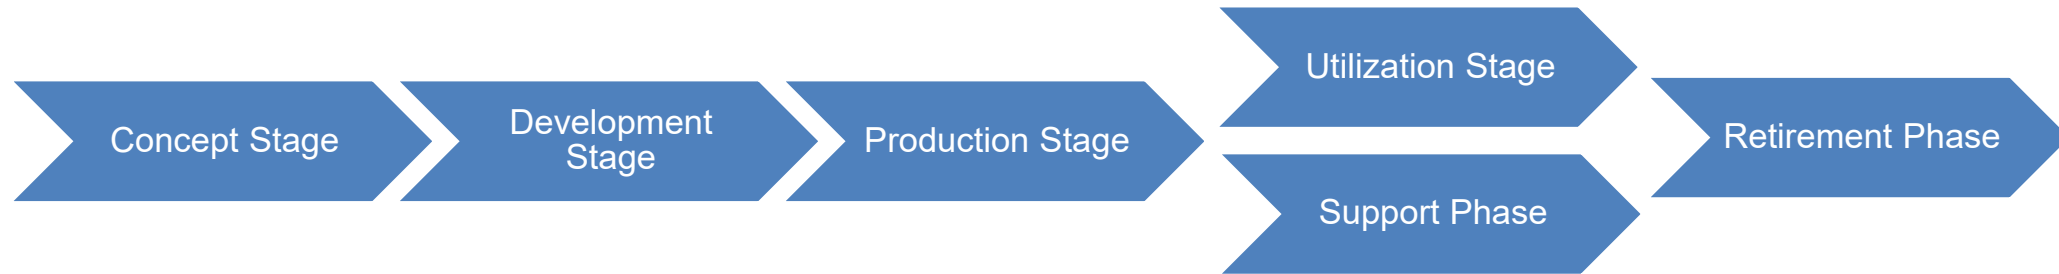 Concept Stage
Development
Stage
Production Stage
Utilization Stage
Support Phase
Retirement Phase